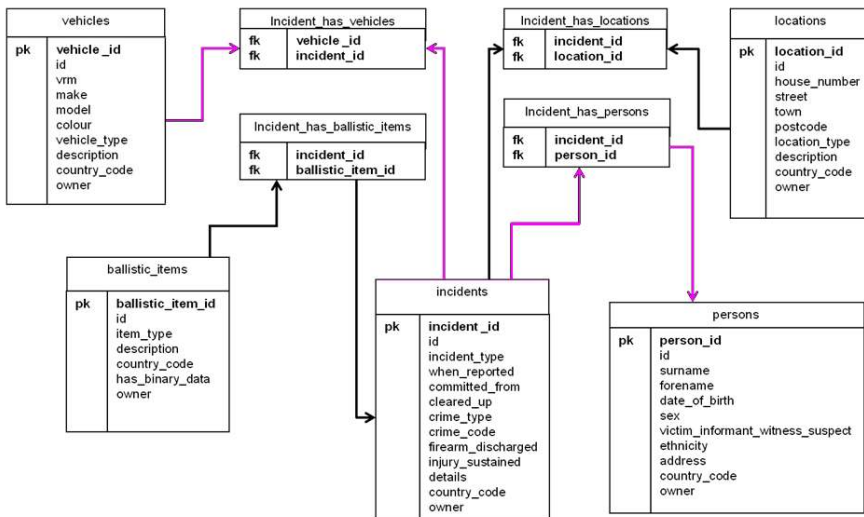 vehicles
pk vehicle_id
id
vrm
make
model
colour
vehicle_type
description
country_code
owner
Incident_has_vehicles
fk vehicle _id
fk incident_id
Incident_has_locations
fk incident_id
fk location_id
locations
pk location_id
id
house_number
street
town
postcode
location_type
description
country_code
owner
Incident_has_ballistic_items
fk incident_id
fk ballistic_item_id
Incident_has_persons
fk incident_id
fk person_id
ballistic_items
pk ballistic_item_id
id
item_type
description
country_code
has_binary_data
owner
incidents
pk incident _id
id
incident_type
when_reported
committed_from
cleared_up
crime_type
crime_code
firearm_discharged
injury_sustained
details
country_code
owner
persons
pk person_id
id
surname
forename
date_of_birth
sex
victim_informant_witness_suspect
ethnicity
address
country_code
owner